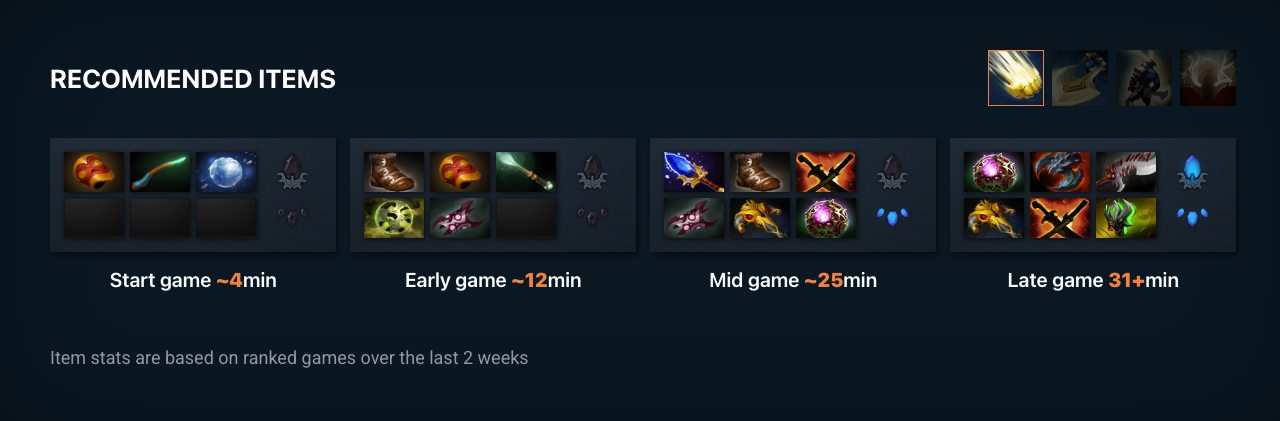 RECOMMENDED ITEMS
Start game ~4min
Early game ~12min
Mid game ~25min
Late game 31+min
Item stats are based on ranked games over the last 2 weeks